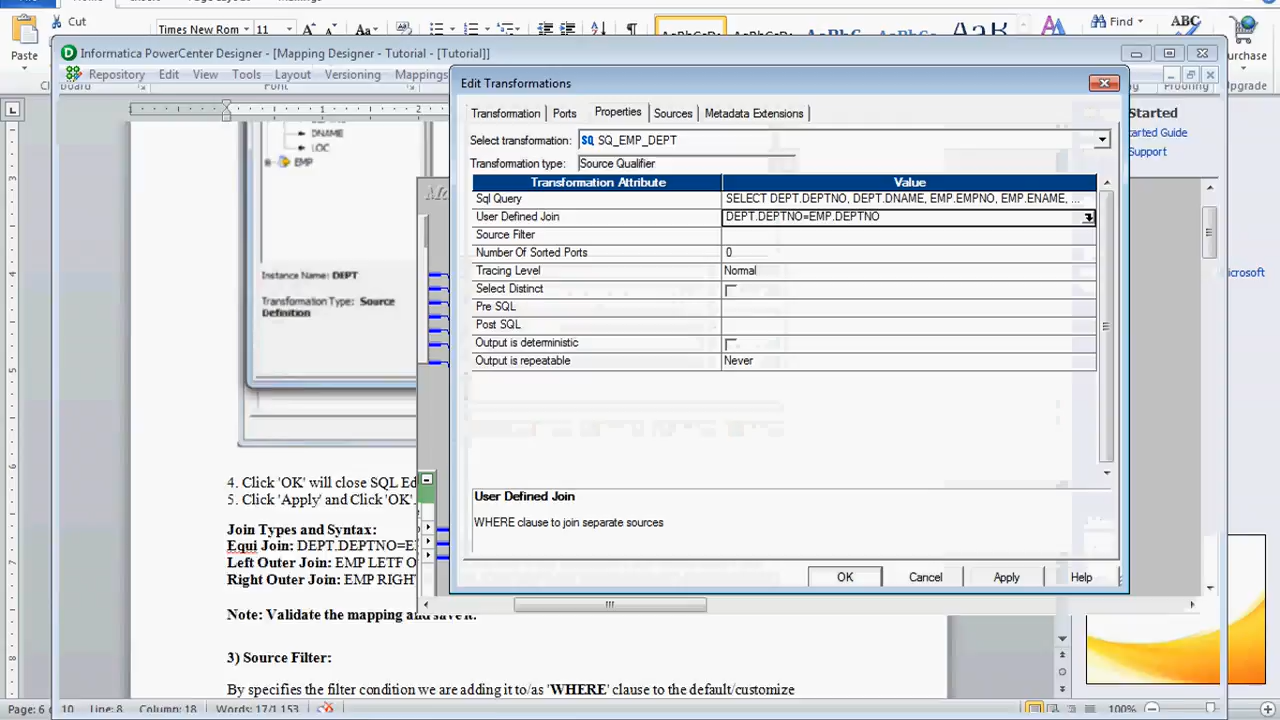 Cut
Times New Rom
11
Find
ABC
Paste
Informatica PowerCenter Designer - [Mapping Designer - Tutorial - [Tutorial]]
Repository Edit View Tools Layout Versioning Mappings
Edit Transformations
Transformation Ports Properties Sources Metadata Extensions
Select transformation: SQ SQ_EMP_DEPT
Transformation type: Source Qualifier
Transformation Attribute Value
Sql Query SELECT DEPT.DEPTNO, DEPT.DNAME, EMP.EMPNO, EMP.ENAME, ...
User Defined Join DEPT.DEPTNO=EMP.DEPTNO
Source Filter
Number Of Sorted Ports 0
Tracing Level Normal
Select Distinct
Pre SQL
Post SQL
Output is deterministic
Output is repeatable Never
User Defined Join
WHERE clause to join separate sources
OK Cancel Apply Help
DNAME
LOC
EMP
Instance Name: DEPT
Transformation Type: Source
Definition
4. Click 'OK' will close SQL Ed
5. Click 'Apply' and Click 'OK'.
Join Types and Syntax:
Equi Join: DEPT.DEPTNO=E
Left Outer Join: EMP LETF O
Right Outer Join: EMP RIGHT
Note: Validate the mapping and save it.
3) Source Filter:
By specifies the filter condition we are adding it to/as 'WHERE' clause to the default/customize
Started
tarted Guide
Support
icrosoft
Page: 6 of 10 Line: 8 Column: 18 Words: 17/1,153 100%